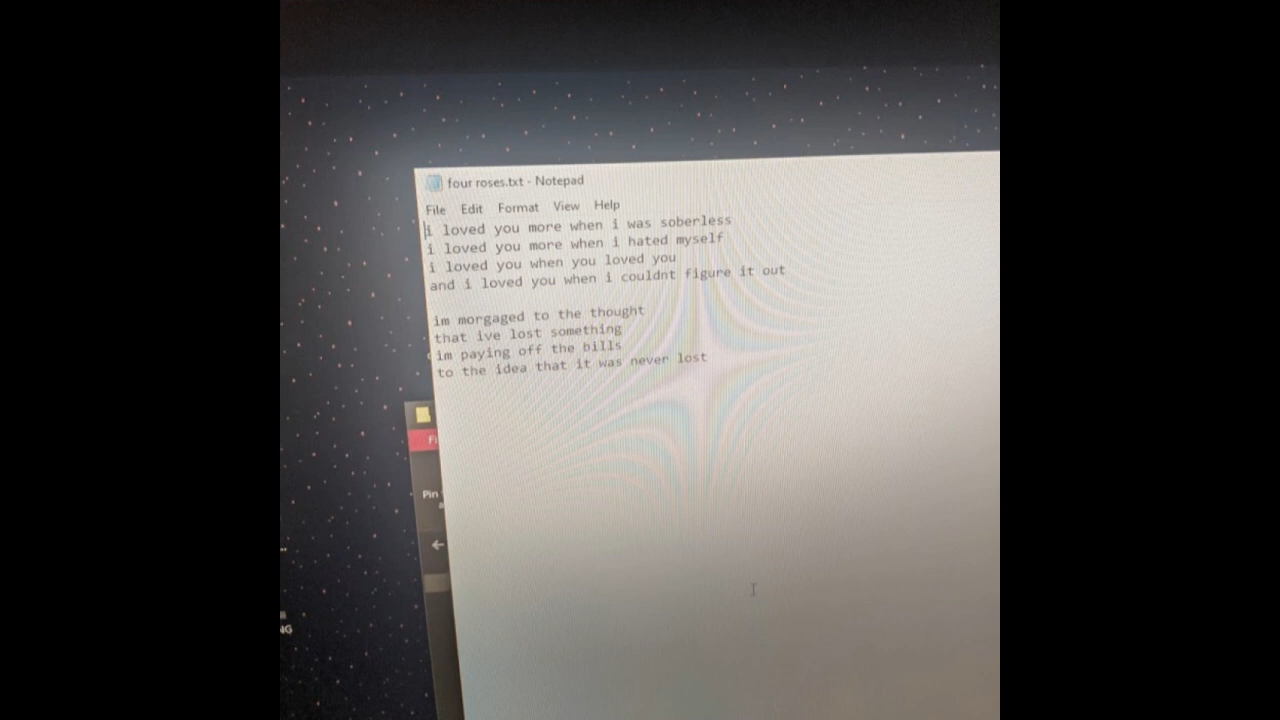 four roses.txt - Notepad
File Edit Format View Help
i loved you more when i was soberless
i loved you more when i hated myself
i loved you when you loved you
and i loved you when i couldnt figure it out
im morgaged to the thought
that ive lost something
im paying off the bills
to the idea that it was never lost
Fi
Pin
a
NG